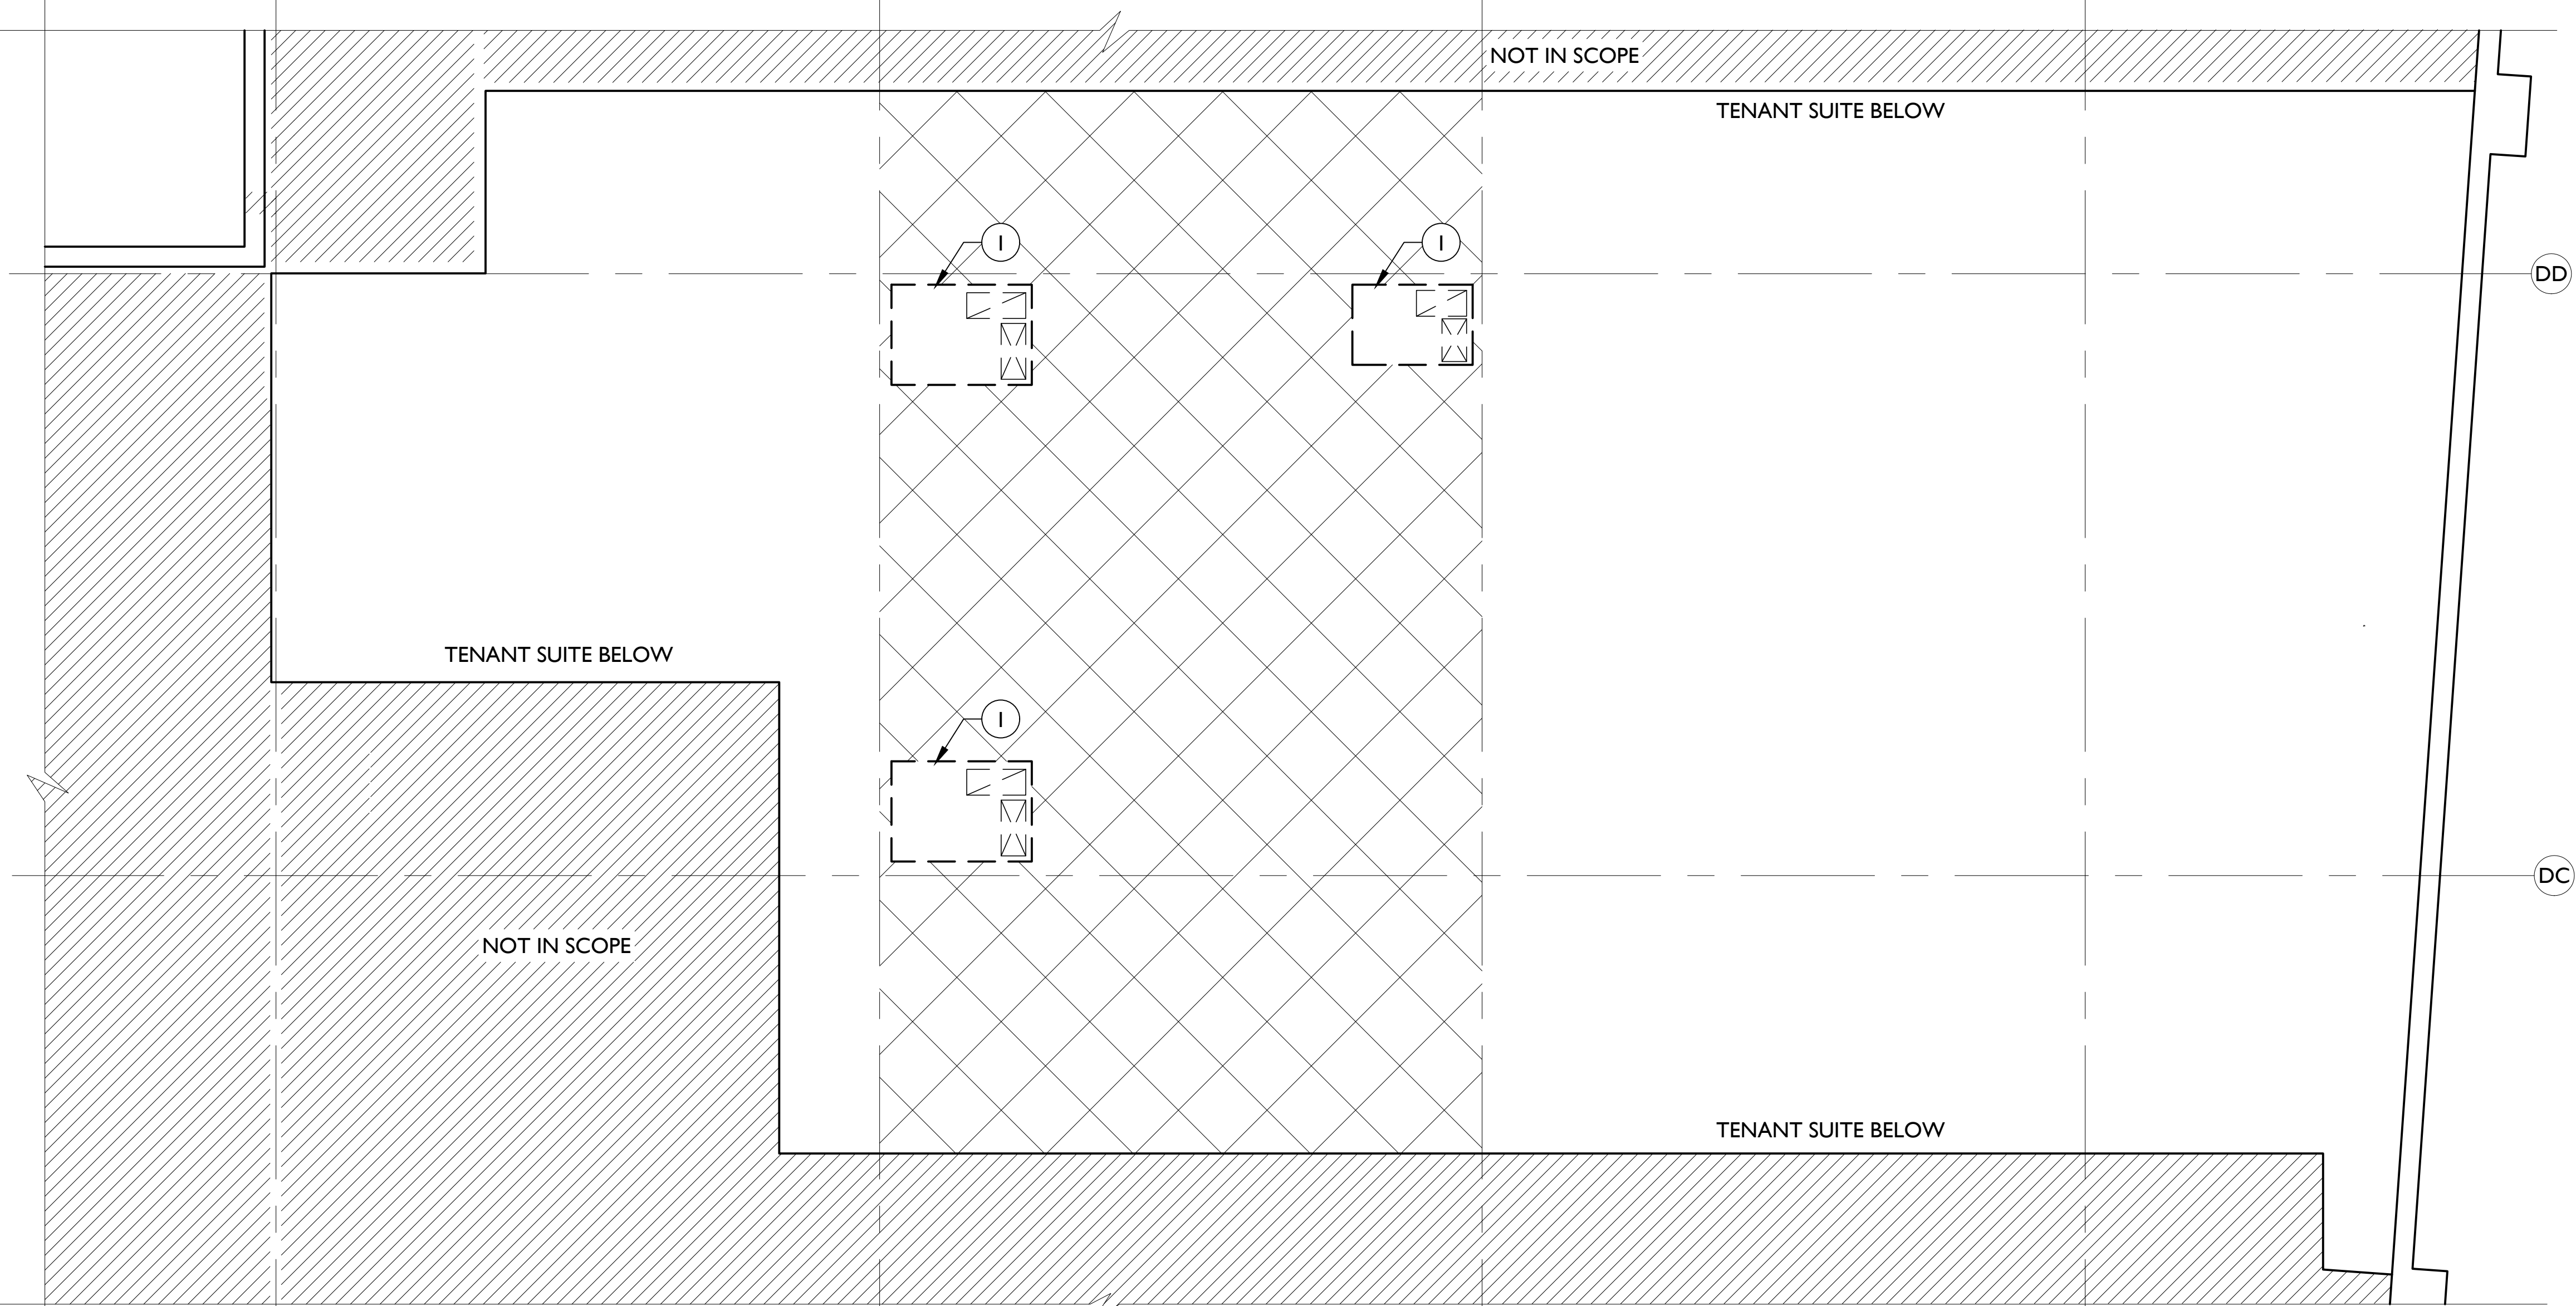 NOT IN SCOPE
TENANT SUITE BELOW
1
1
DD
TENANT SUITE BELOW
1
DC
NOT IN SCOPE
TENANT SUITE BELOW